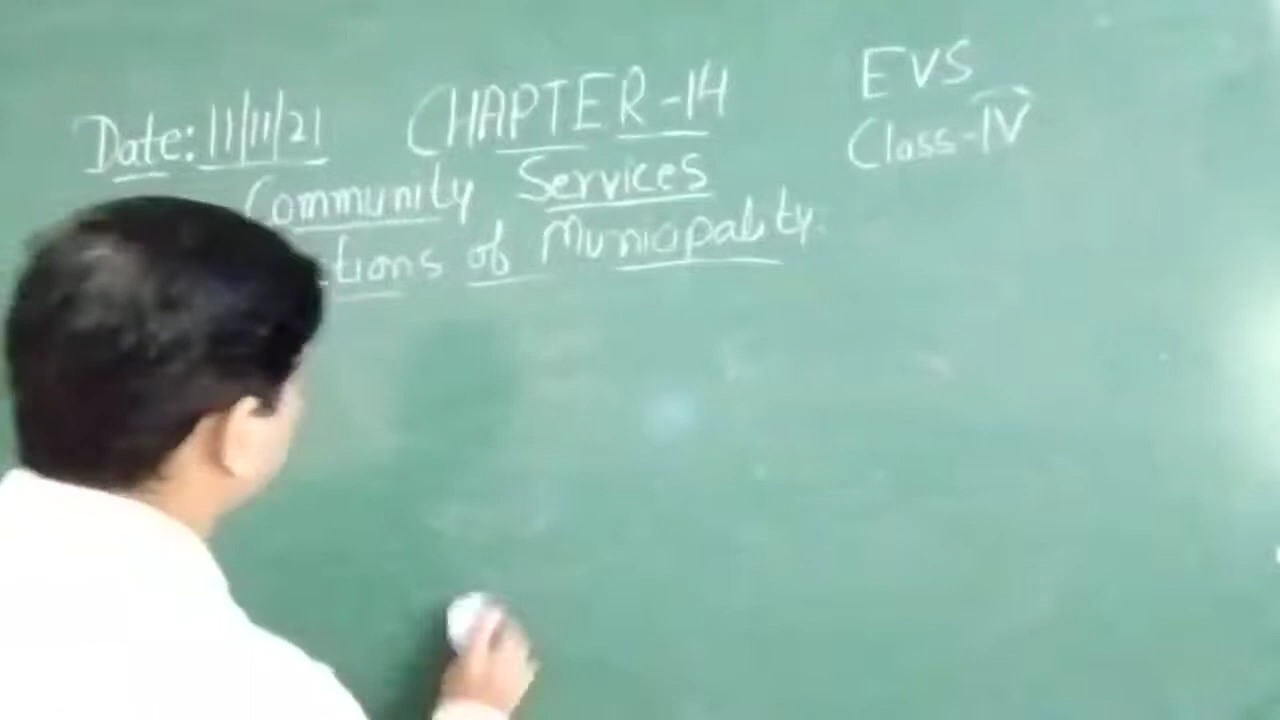 Date: 11/11/21 CHAPTER-14 EVS
Class-IV
Community Services
tions of Municipality.